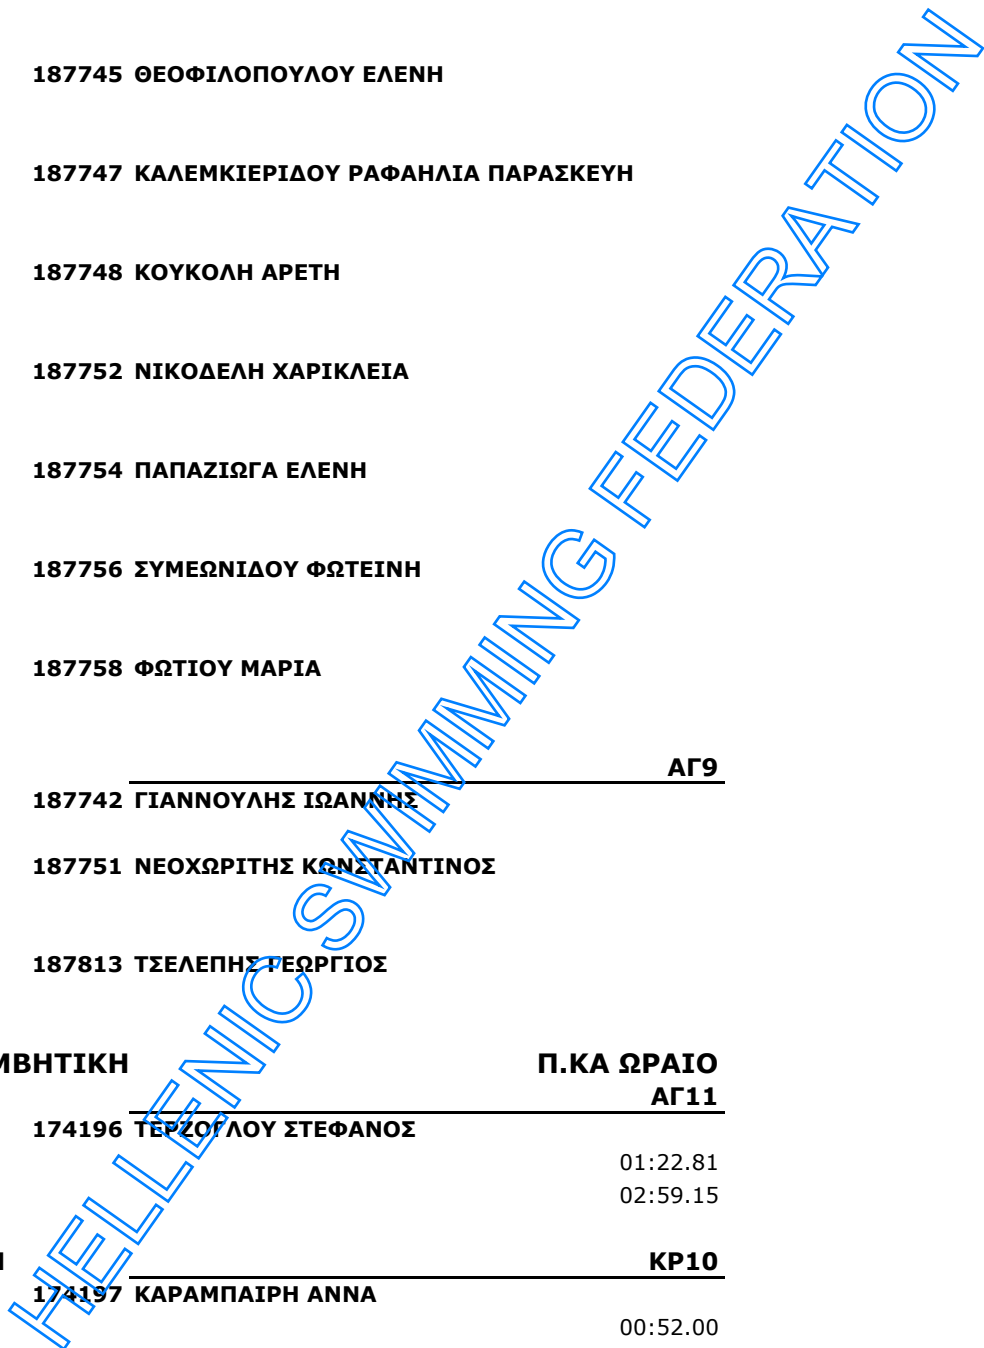 187745 ΘΕΟΦΙΛΟΠΟΥΛΟΥ ΕΛΕΝΗ
187747 ΚΑΛΕΜΚΙΕΡΙΔΟΥ ΡΑΦΑΗΛΙΑ ΠΑΡΑΣΚΕΥΗ
187748 ΚΟΥΚΟΛΗ ΑΡΕΤΗ
187752 ΝΙΚΟΔΕΛΗ ΧΑΡΙΚΛΕΙΑ
187754 ΠΑΠΑΖΙΩΓΑ ΕΛΕΝΗ
187756 ΣΥΜΕΩΝΙΔΟΥ ΦΩΤΕΙΝΗ
187758 ΦΩΤΙΟΥ ΜΑΡΙΑ
ΑΓ9
187742 ΓΙΑΝΝΟΥΛΗΣ ΙΩΑΝΝΗΣ
187751 ΝΕΟΧΩΡΙΤΗΣ ΚΩΝΣΤΑΝΤΙΝΟΣ
187813 ΤΣΕΛΕΠΗΣ ΓΕΩΡΓΙΟΣ
ΜΒΗΤΙΚΗ Π.ΚΑ ΩΡΑΙΟ
ΑΓ11
174196 ΤΕΡΖΟΓΛΟΥ ΣΤΕΦΑΝΟΣ
01:22.81
02:59.15
ΚΡ10
174197 ΚΑΡΑΜΠΑΙΡΗ ΑΝΝΑ
00:52.00
HELLENIC SWIMMING FEDERATION